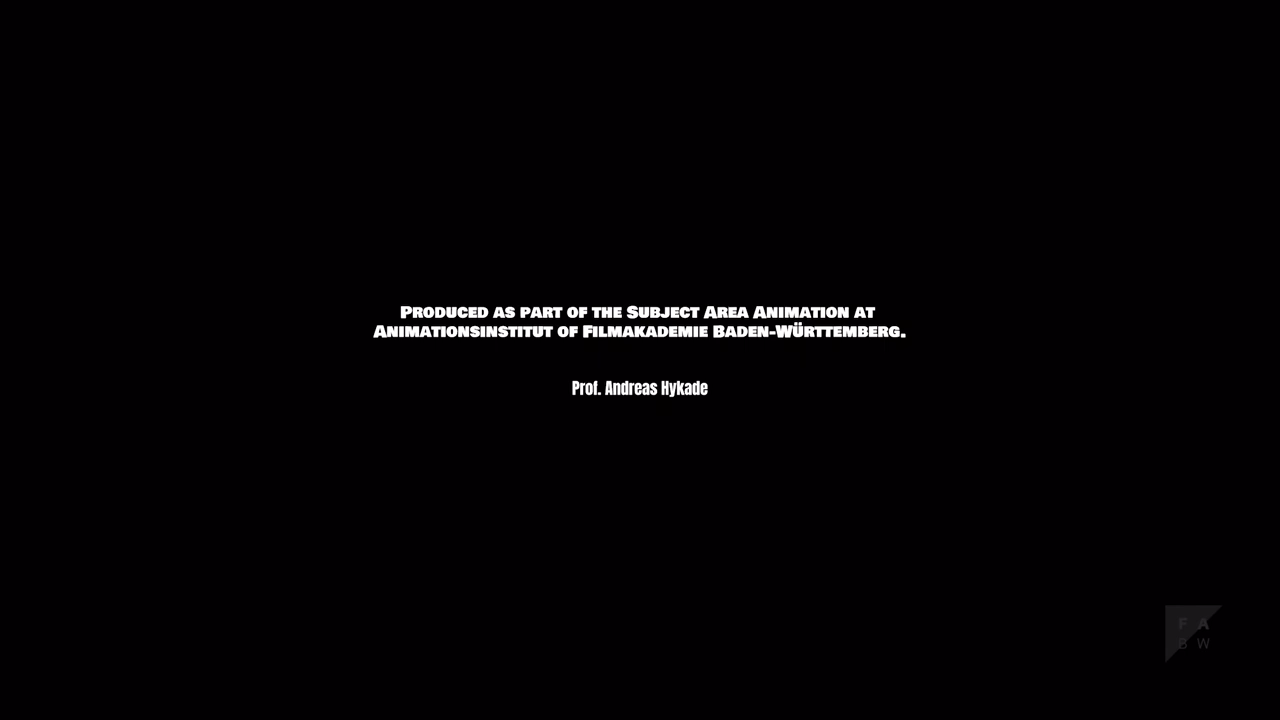 Produced as part of the Subject Area Animation at
Animationsinstitut of Filmakademie Baden-Württemberg.
Prof. Andreas Hykade
F A
B W